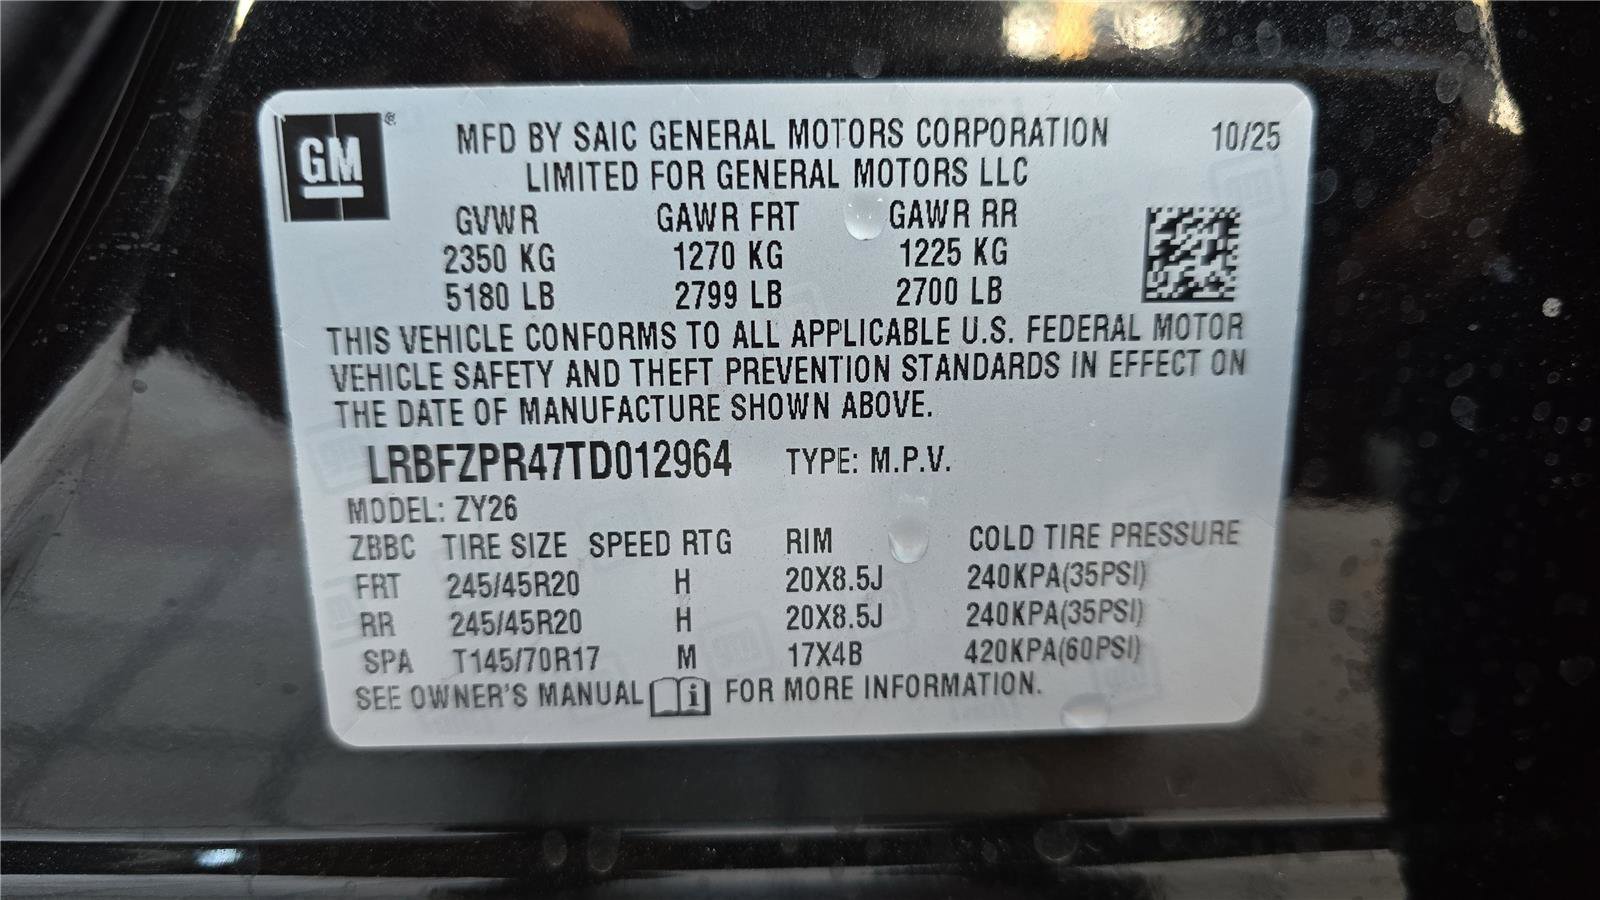 GM
MFD BY SAIC GENERAL MOTORS CORPORATION 10/25
LIMITED FOR GENERAL MOTORS LLC
GVWR GAWR FRT GAWR RR
2350 KG 1270 KG 1225 KG
5180 LB 2799 LB 2700 LB
THIS VEHICLE CONFORMS TO ALL APPLICABLE U.S. FEDERAL MOTOR
VEHICLE SAFETY AND THEFT PREVENTION STANDARDS IN EFFECT ON
THE DATE OF MANUFACTURE SHOWN ABOVE.
LRBFZPR47TD012964 TYPE: M.P.V.
MODEL: ZY26
ZBBC TIRE SIZE SPEED RTG RIM COLD TIRE PRESSURE
FRT 245/45R20 H 20X8.5J 240KPA(35PSI)
RR 245/45R20 H 20X8.5J 240KPA(35PSI)
SPA T145/70R17 M 17X4B 420KPA(60PSI)
SEE OWNER'S MANUAL i FOR MORE INFORMATION.